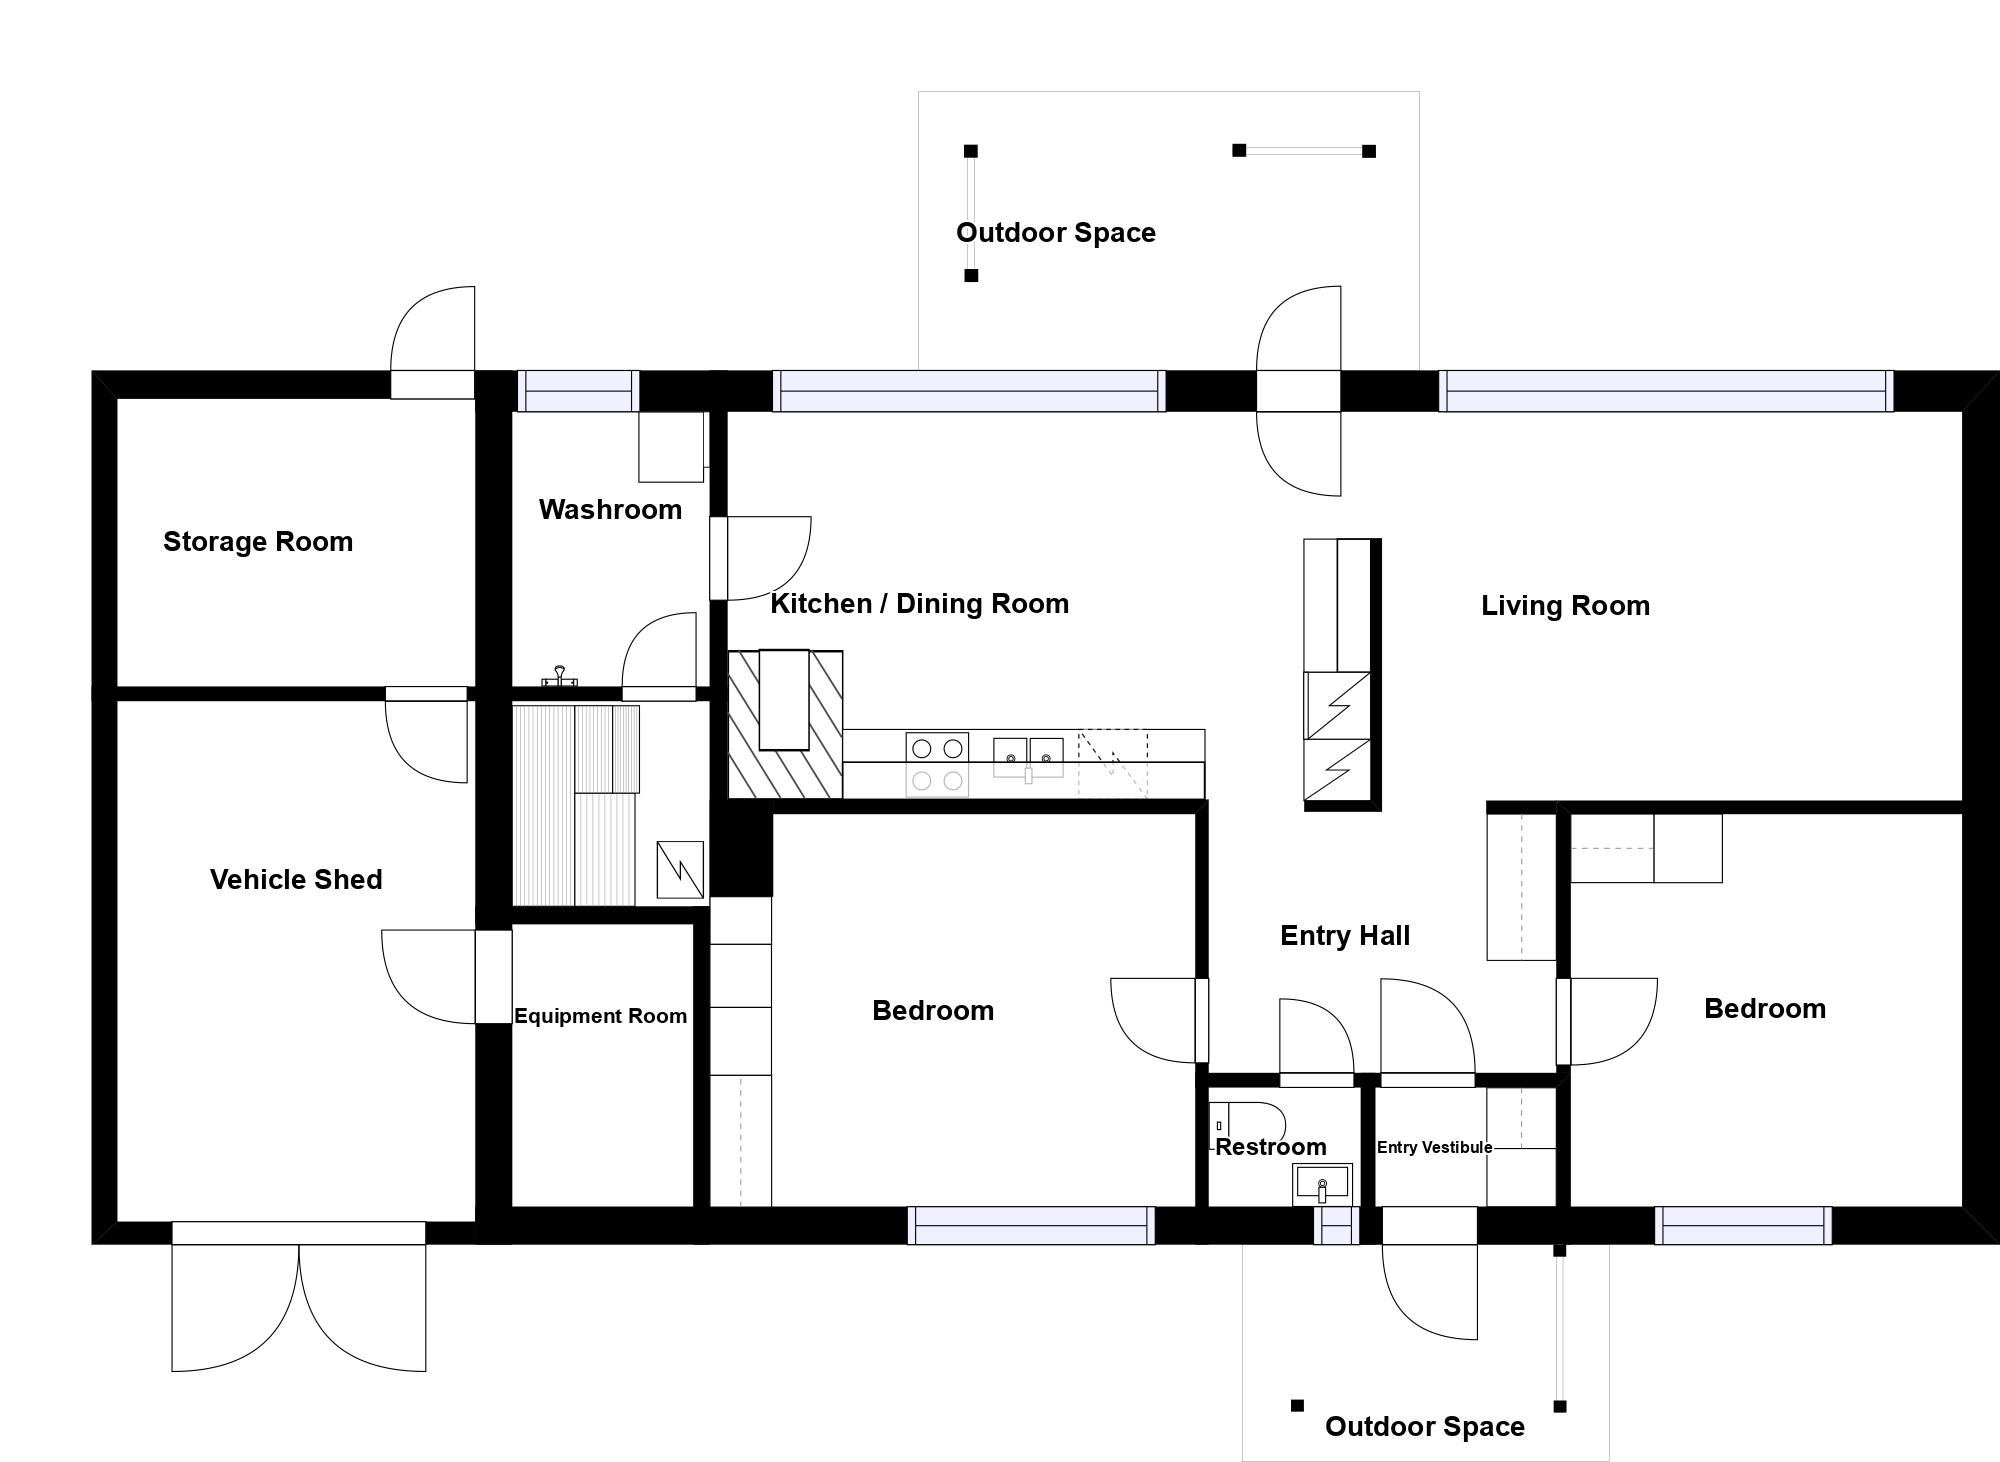 Outdoor Space
Washroom
Storage Room
Kitchen / Dining Room
Living Room
Vehicle Shed
Entry Hall
Equipment Room
Bedroom
Bedroom
Restroom
Entry Vestibule
Outdoor Space